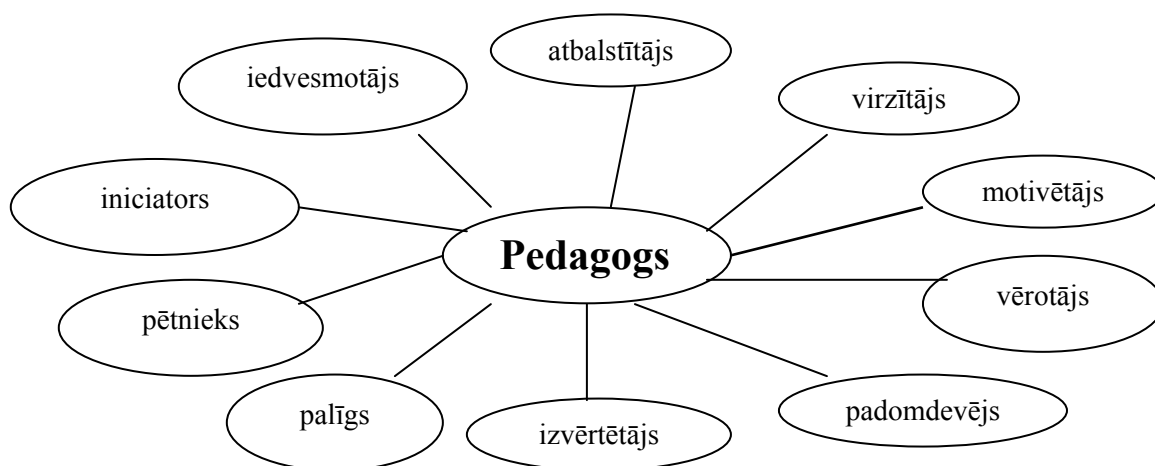 atbalstītājs
iedvesmotājs
virzītājs
iniciators
motivētājs
Pedagogs
vērotājs
pētnieks
palīgs
izvērtētājs
padomdevējs